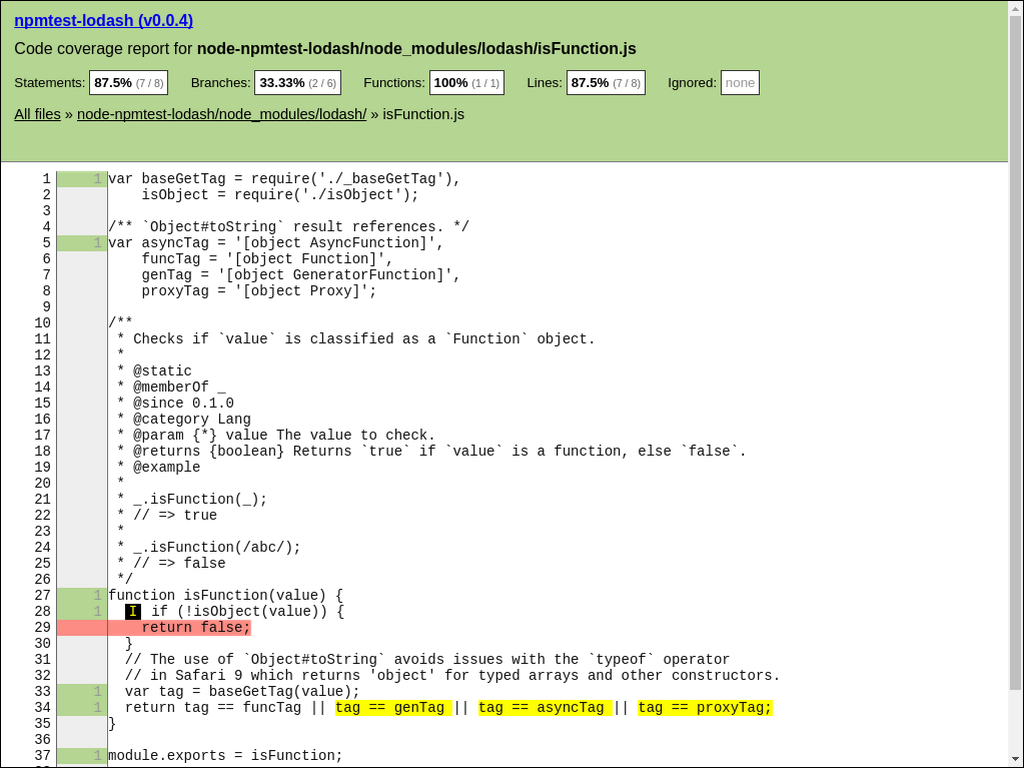 npmtest-lodash (v0.0.4)
Code coverage report for node-npmtest-lodash/node_modules/lodash/isFunction.js
Statements: 87.5% (7 / 8) Branches: 33.33% (2 / 6) Functions: 100% (1 / 1) Lines: 87.5% (7 / 8) Ignored: none
All files » node-npmtest-lodash/node_modules/lodash/ » isFunction.js
1 1 var baseGetTag = require('./_baseGetTag'),
2 isObject = require('./isObject');
3
4 /** `Object#toString` result references. */
5 1 var asyncTag = '[object AsyncFunction]',
6 funcTag = '[object Function]',
7 genTag = '[object GeneratorFunction]',
8 proxyTag = '[object Proxy]';
9
10 /**
11 * Checks if `value` is classified as a `Function` object.
12 *
13 * @static
14 * @memberOf _
15 * @since 0.1.0
16 * @category Lang
17 * @param {*} value The value to check.
18 * @returns {boolean} Returns `true` if `value` is a function, else `false`.
19 * @example
20 *
21 * _.isFunction(_);
22 * // => true
23 *
24 * _.isFunction(/abc/);
25 * // => false
26 */
27 1 function isFunction(value) {
28 1 I if (!isObject(value)) {
29 return false;
30 }
31 // The use of `Object#toString` avoids issues with the `typeof` operator
32 // in Safari 9 which returns 'object' for typed arrays and other constructors.
33 1 var tag = baseGetTag(value);
34 1 return tag == funcTag || tag == genTag || tag == asyncTag || tag == proxyTag;
35 }
36
37 1 module.exports = isFunction;